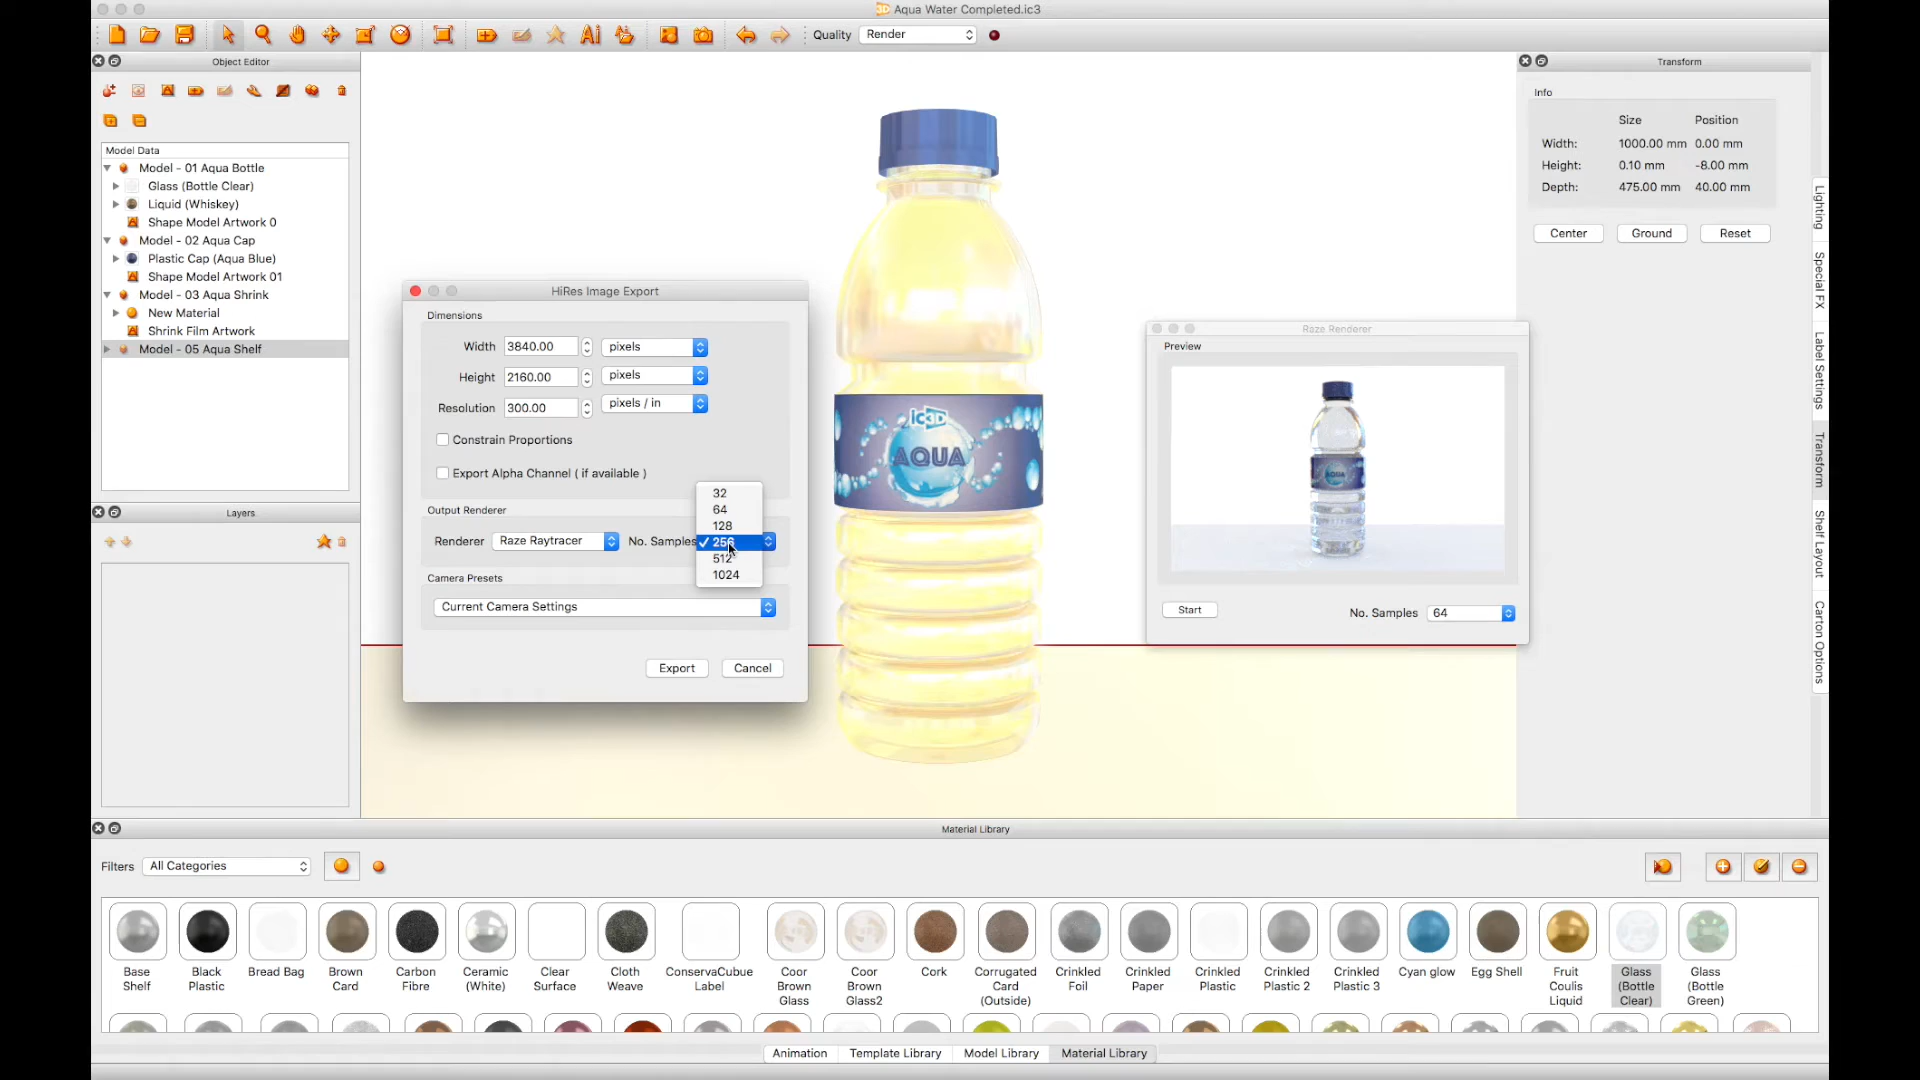 Aqua Water Completed.ic3
Quality Render
Object Editor
Model Data
Model - 01 Aqua Bottle
Glass (Bottle Clear)
Liquid (Whiskey)
Shape Model Artwork 0
Model - 02 Aqua Cap
Plastic Cap (Aqua Blue)
Shape Model Artwork 01
Model - 03 Aqua Shrink
New Material
Shrink Film Artwork
Model - 05 Aqua Shelf
Layers
HiRes Image Export
Dimensions
Width 3840.00 pixels
Height 2160.00 pixels
Resolution 300.00 pixels / in
Constrain Proportions
Export Alpha Channel ( if available )
Output Renderer
Renderer Raze Raytracer No. Samples
32
64
128
256
512
1024
Camera Presets
Current Camera Settings
Export Cancel
ic3D
AQUA
Raze Renderer
Preview
AQUA
Start No. Samples 64
Transform
Info
Size Position
Width: 1000.00 mm 0.00 mm
Height: 0.10 mm -8.00 mm
Depth: 475.00 mm 40.00 mm
Center Ground Reset
Lighting
Special FX
Label Settings
Transform
Shelf Layout
Carton Options
Material Library
Filters All Categories
Base Shelf
Black Plastic
Bread Bag
Brown Card
Carbon Fibre
Ceramic (White)
Clear Surface
Cloth Weave
ConservaCubue Label
Coor Brown Glass
Coor Brown Glass2
Cork
Corrugated Card (Outside)
Crinkled Foil
Crinkled Paper
Crinkled Plastic
Crinkled Plastic 2
Crinkled Plastic 3
Cyan glow
Egg Shell
Fruit Coulis Liquid
Glass (Bottle Clear)
Glass (Bottle Green)
Animation Template Library Model Library Material Library